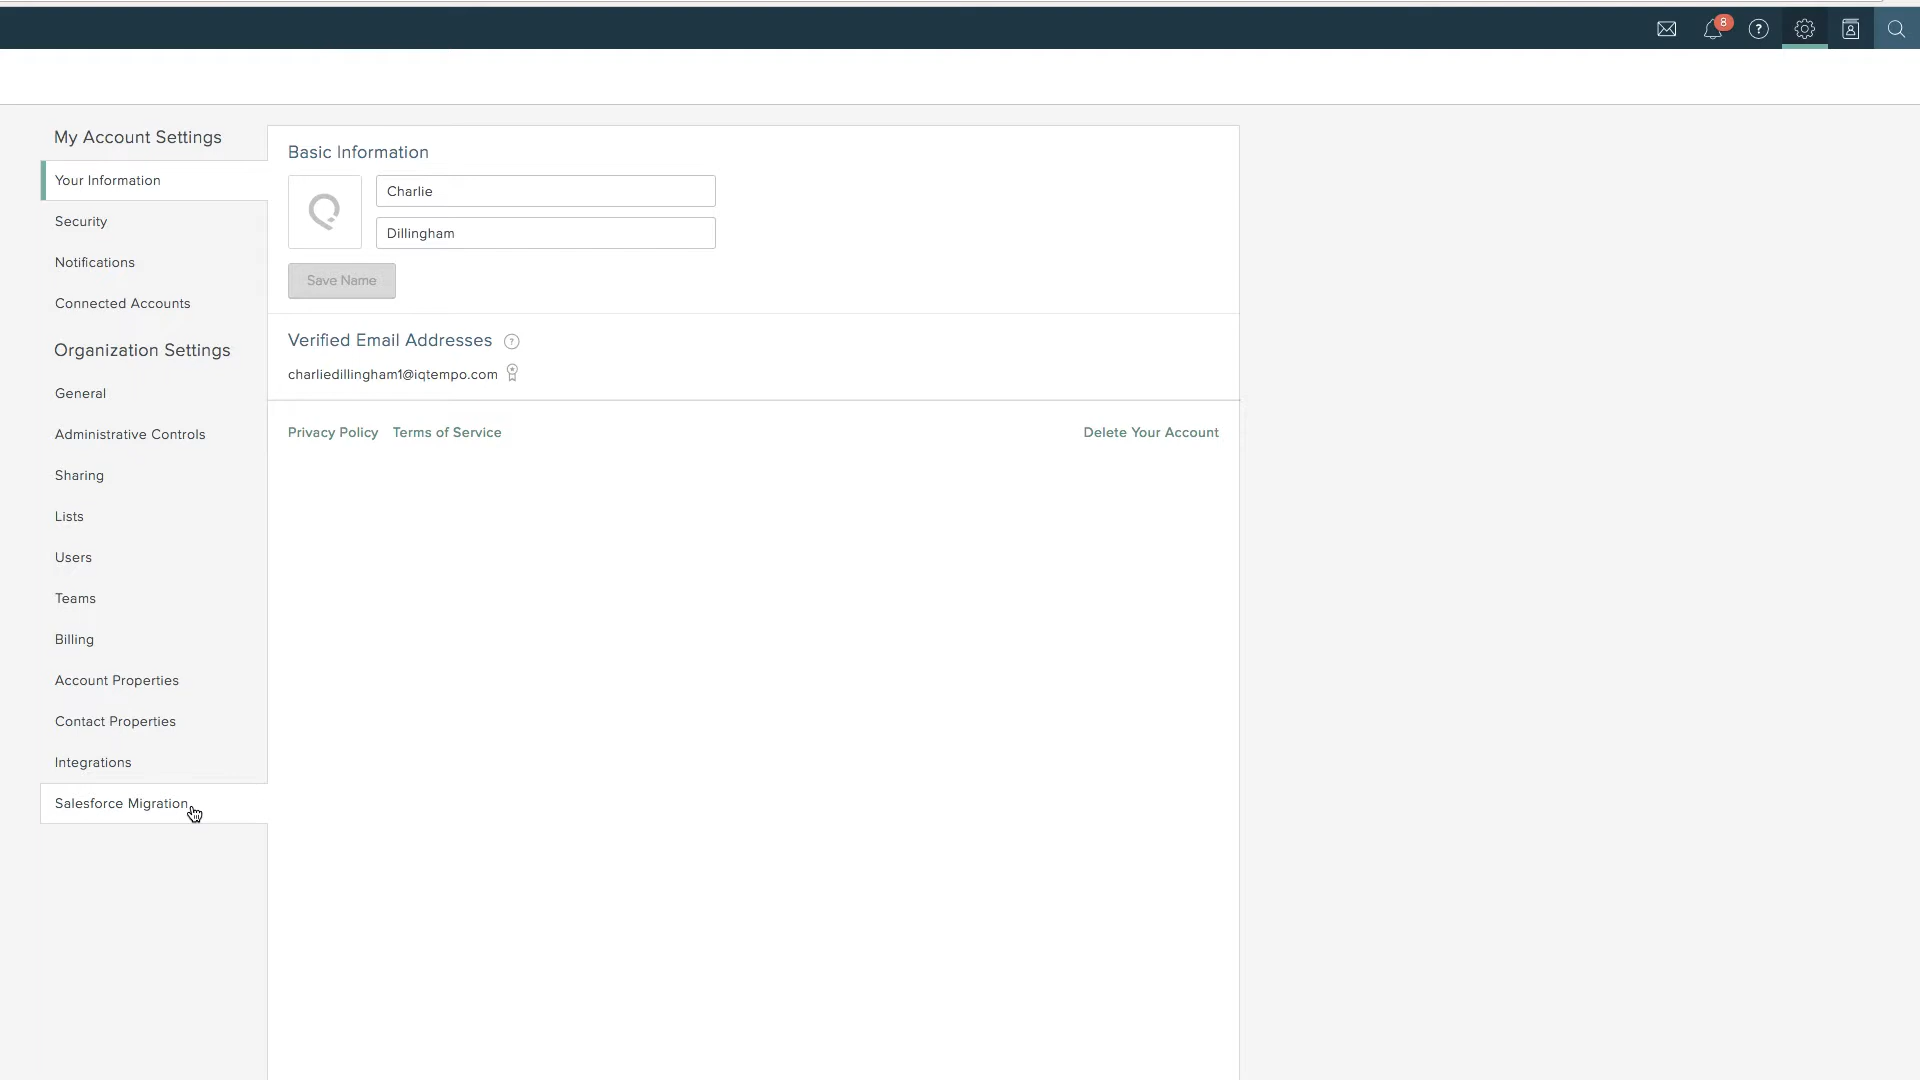 8
My Account Settings
Your Information
Security
Notifications
Connected Accounts
Organization Settings
General
Administrative Controls
Sharing
Lists
Users
Teams
Billing
Account Properties
Contact Properties
Integrations
Salesforce Migration
Basic Information
Charlie
Dillingham
Save Name
Verified Email Addresses ?
charliedillingham1@iqtempo.com
Privacy Policy Terms of Service Delete Your Account